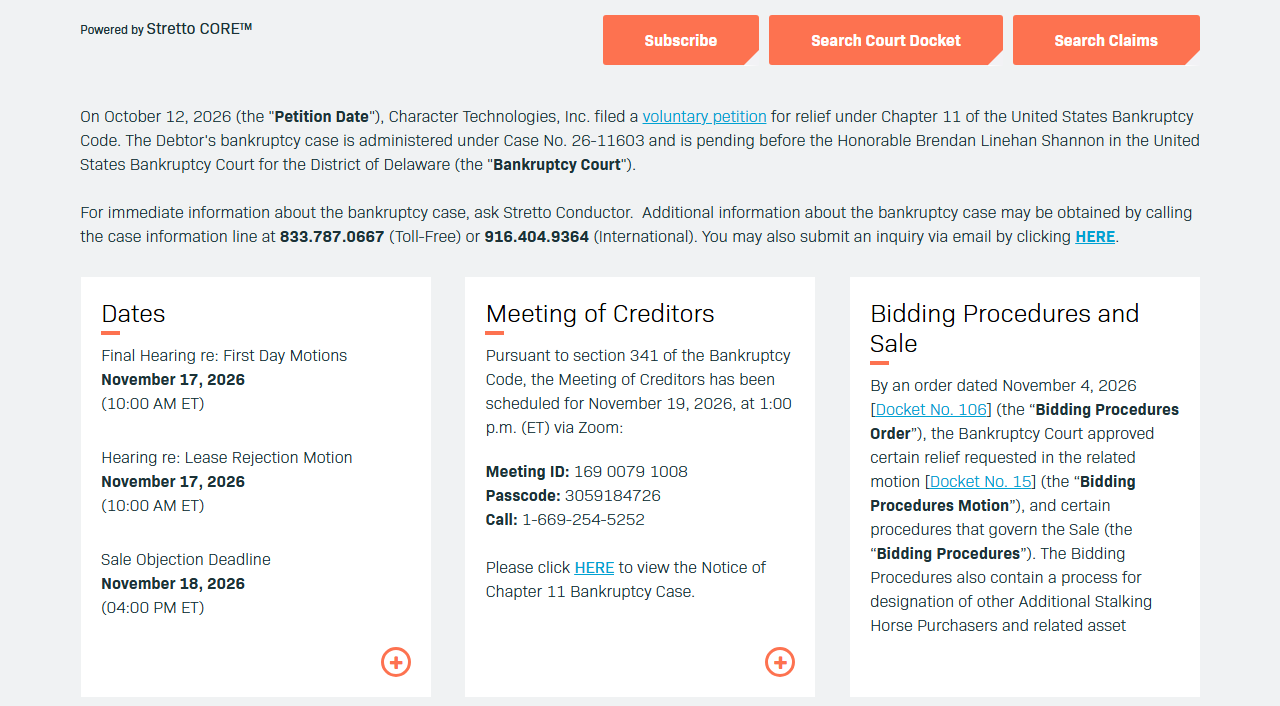 Powered by Stretto CORE™
Subscribe
Search Court Docket
Search Claims
On October 12, 2026 (the "Petition Date"), Character Technologies, Inc. filed a voluntary petition for relief under Chapter 11 of the United States Bankruptcy
Code. The Debtor's bankruptcy case is administered under Case No. 26-11603 and is pending before the Honorable Brendan Linehan Shannon in the United
States Bankruptcy Court for the District of Delaware (the "Bankruptcy Court").
For immediate information about the bankruptcy case, ask Stretto Conductor.  Additional information about the bankruptcy case may be obtained by calling
the case information line at 833.787.0667 (Toll-Free) or 916.404.9364 (International). You may also submit an inquiry via email by clicking HERE.
Dates
Final Hearing re: First Day Motions
November 17, 2026
(10:00 AM ET)
Hearing re: Lease Rejection Motion
November 17, 2026
(10:00 AM ET)
Sale Objection Deadline
November 18, 2026
(04:00 PM ET)
Meeting of Creditors
Pursuant to section 341 of the Bankruptcy
Code, the Meeting of Creditors has been
scheduled for November 19, 2026, at 1:00
p.m. (ET) via Zoom:
Meeting ID: 169 0079 1008
Passcode: 3059184726
Call: 1-669-254-5252
Please click HERE to view the Notice of
Chapter 11 Bankruptcy Case.
Bidding Procedures and
Sale
By an order dated November 4, 2026
[Docket No. 106] (the “Bidding Procedures
Order”), the Bankruptcy Court approved
certain relief requested in the related
motion [Docket No. 15] (the “Bidding
Procedures Motion”), and certain
procedures that govern the Sale (the
“Bidding Procedures”). The Bidding
Procedures also contain a process for
designation of other Additional Stalking
Horse Purchasers and related asset